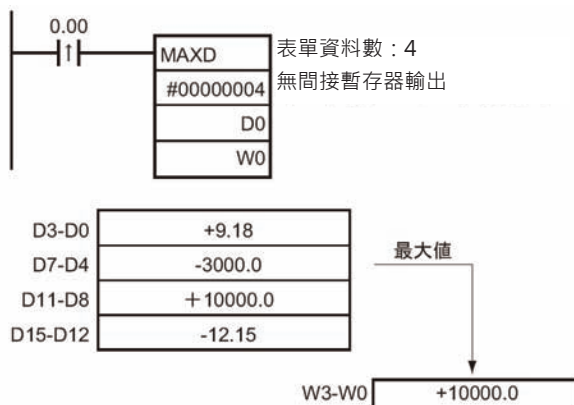 0.00
↑
MAXD
表單資料數：4
#00000004
無間接暫存器輸出
D0
W0
D3-D0
+9.18
D7-D4
-3000.0
最大値
D11-D8
＋10000.0
D15-D12
-12.15
W3-W0
+10000.0